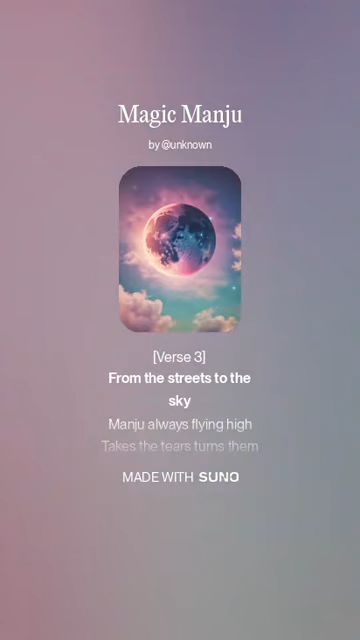 Magic Manju
by @unknown
[Verse 3]
From the streets to the
sky
Manju always flying high
Takes the tears turns them
MADE WITH SUNO